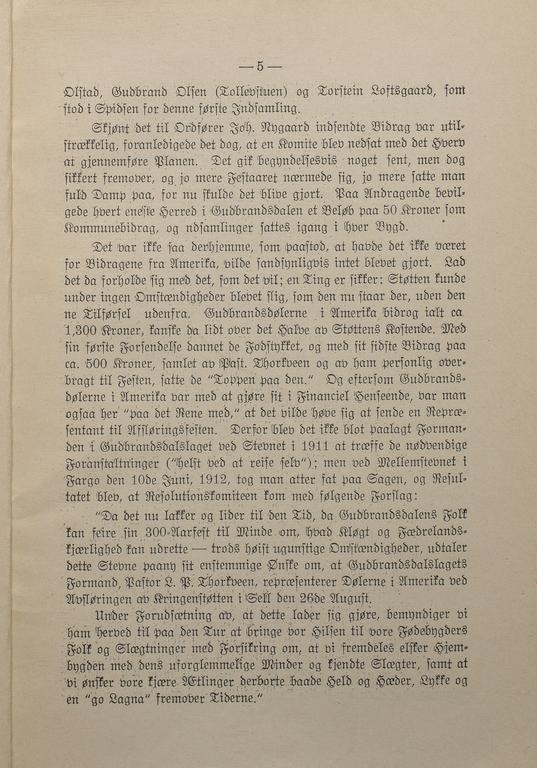 — 5 —
Olstad, Gudbrand Olsen (Tollevstuen) og Torstein Loftsgaard, som
stod i Spidsen for denne første Indsamling.
Skjønt det til Ordfører Joh. Nygaard indsendte Bidrag var util-
strækkelig, foranledigede det dog, at en Komite blev nedsat med det Hverv
at gjennemføre Planen. Det gik begyndelsesvis noget sent, men dog
sikkert fremover, og jo mere Festaaret nærmede sig, jo mere satte man
fuld Damp paa, for nu skulde det blive gjort. Paa Andragende bevil-
gede hvert eneste Herred i Gudbrandsdalen et Beløb paa 50 Kroner som
Kommunebidrag, og ndsamlinger sattes igang i hver Bygd.
Det var ikke saa derhjemme, som paastod, at havde det ikke været
for Bidragene fra Amerika, vilde sandsynligvis intet blevet gjort. Lad
det da forholde sig med det, som det vil; en Ting er sikker: Støtten kunde
under ingen Omstændigheder blevet slig, som den nu staar der, uden den
ne Tilførsel udenfra. Gudbrandsdølerne i Amerika bidrog ialt ca
1,300 Kroner, kanske da lidt over det Halve av Støttens Kostende. Med
sin første Forsendelse dannet de Fodstykket, og med sit sidste Bidrag paa
ca. 500 Kroner, samlet av Past. Thorkveen og av ham personlig over-
bragt til Festen, satte de "Toppen paa den." Og eftersom Gudbrands-
dølerne i Amerika var med at gjøre sit i Financiel Henseende, var man
ogsaa her "paa det Rene med," at det vilde høve sig at sende en Repræ-
sentant til Afsløringsfesten. Derfor blev det ikke blot paalagt Forman-
den i Gudbrandsdalslaget ved Stevnet i 1911 at træffe de nødvendige
Foranstaltninger ("helst ved at reise selv"); men ved Mellemstevnet i
Fargo den 10de Juni, 1912, tog man atter fat paa Sagen, og Resul-
tatet blev, at Resolutionskomiteen kom med følgende Forslag:
"Da det nu lakker og lider til den Tid, da Gudbrandsdalens Folk
kan feire sin 300-Aarsfest til Minde om, hvad Kløgt og Fædrelands-
kjærlighed kan udrette — trods høist ugunstige Omstændigheder, udtaler
dette Stevne paany sit enstemmige Ønske om, at Gudbrandsdalslagets
Formand, Pastor L. P. Thorkveen, repræsenterer Dølerne i Amerika ved
Avsløringen av Kringenstøtten i Sell den 26de August.
Under Forudsætning av, at dette lader sig gjøre, bemyndiger vi
ham herved til paa den Tur at bringe vor Hilsen til vore Fødebygders
Folk og Slægtninger med Forsikring om, at vi fremdeles elsker Hjem-
bygden med dens uforglemmelige Minder og kjendte Slægter, samt at
vi ønsker vore kjære Ætlinger derborte baade Held og Hæder, Lykke og
en "go Lagna" fremover Tiderne."